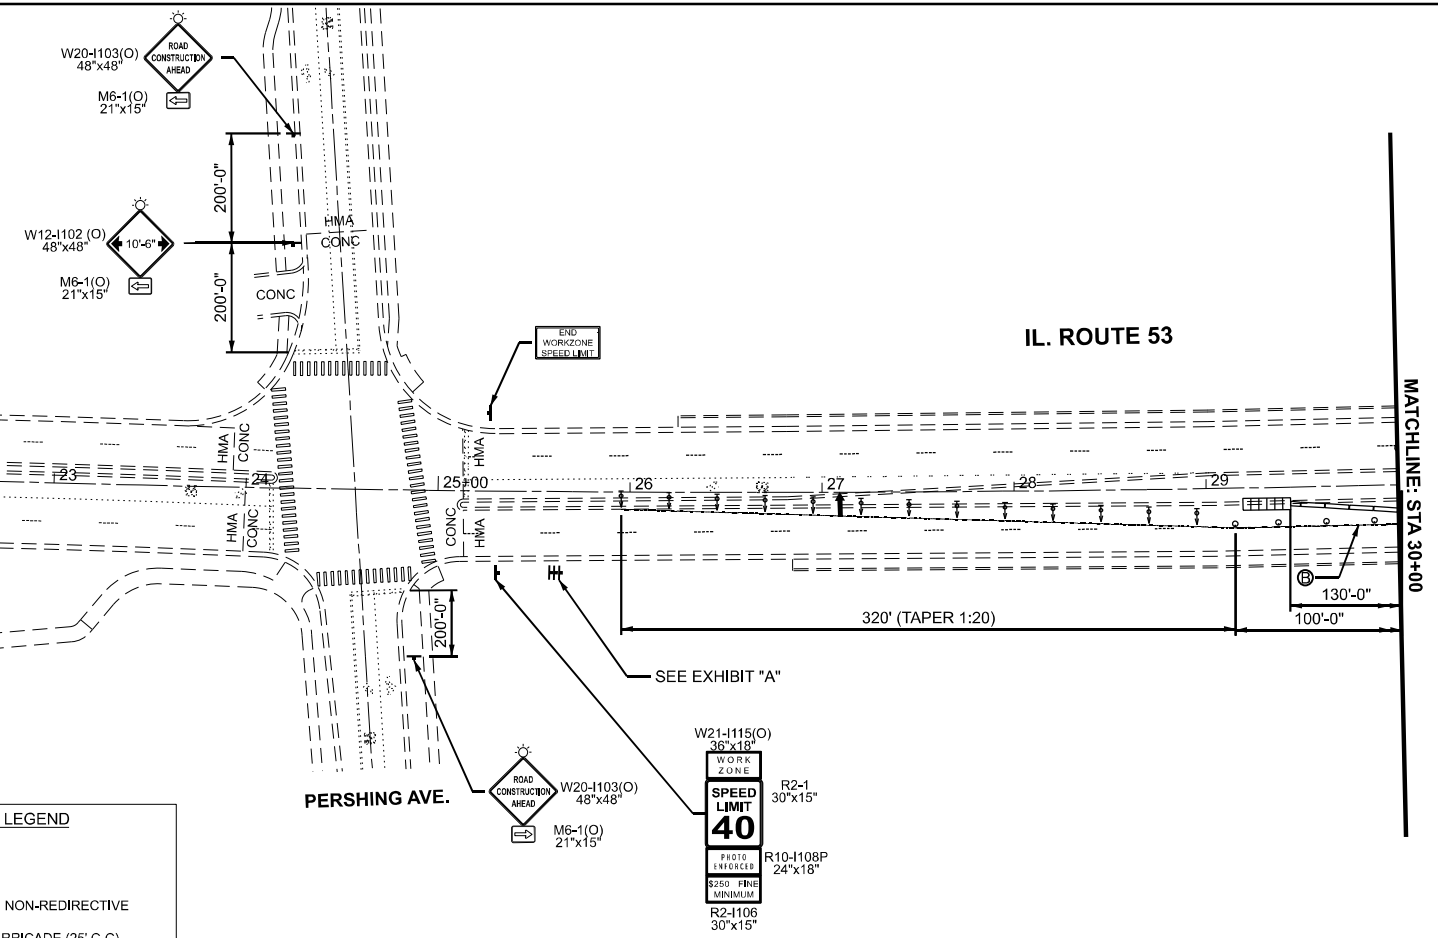 W20-I103(O)
48"x48"
ROAD
CONSTRUCTION
AHEAD
M6-1(O)
21"x15"
200'-0"
W12-I102 (O)
48"x48"
10'-6"
M6-1(O)
21"x15"
200'-0"
HMA
CONC
CONC
END
WORKZONE
SPEED LIMIT
IL. ROUTE 53
MATCHLINE: STA 30+00
HMA
CONC
HMA
23
24
25+00
26
27
28
29
HMA
CONC
CONC
HMA
B
130'-0"
100'-0"
320' (TAPER 1:20)
200'-0"
SEE EXHIBIT "A"
PERSHING AVE.
ROAD
CONSTRUCTION
AHEAD
W20-I103(O)
48"x48"
M6-1(O)
21"x15"
W21-I115(O)
36"x18"
WORK
ZONE
SPEED
LIMIT
40
R2-1
30"x15"
PHOTO
ENFORCED
R10-I108P
24"x18"
$250 FINE
MINIMUM
R2-I106
30"x15"
LEGEND
NON-REDIRECTIVE